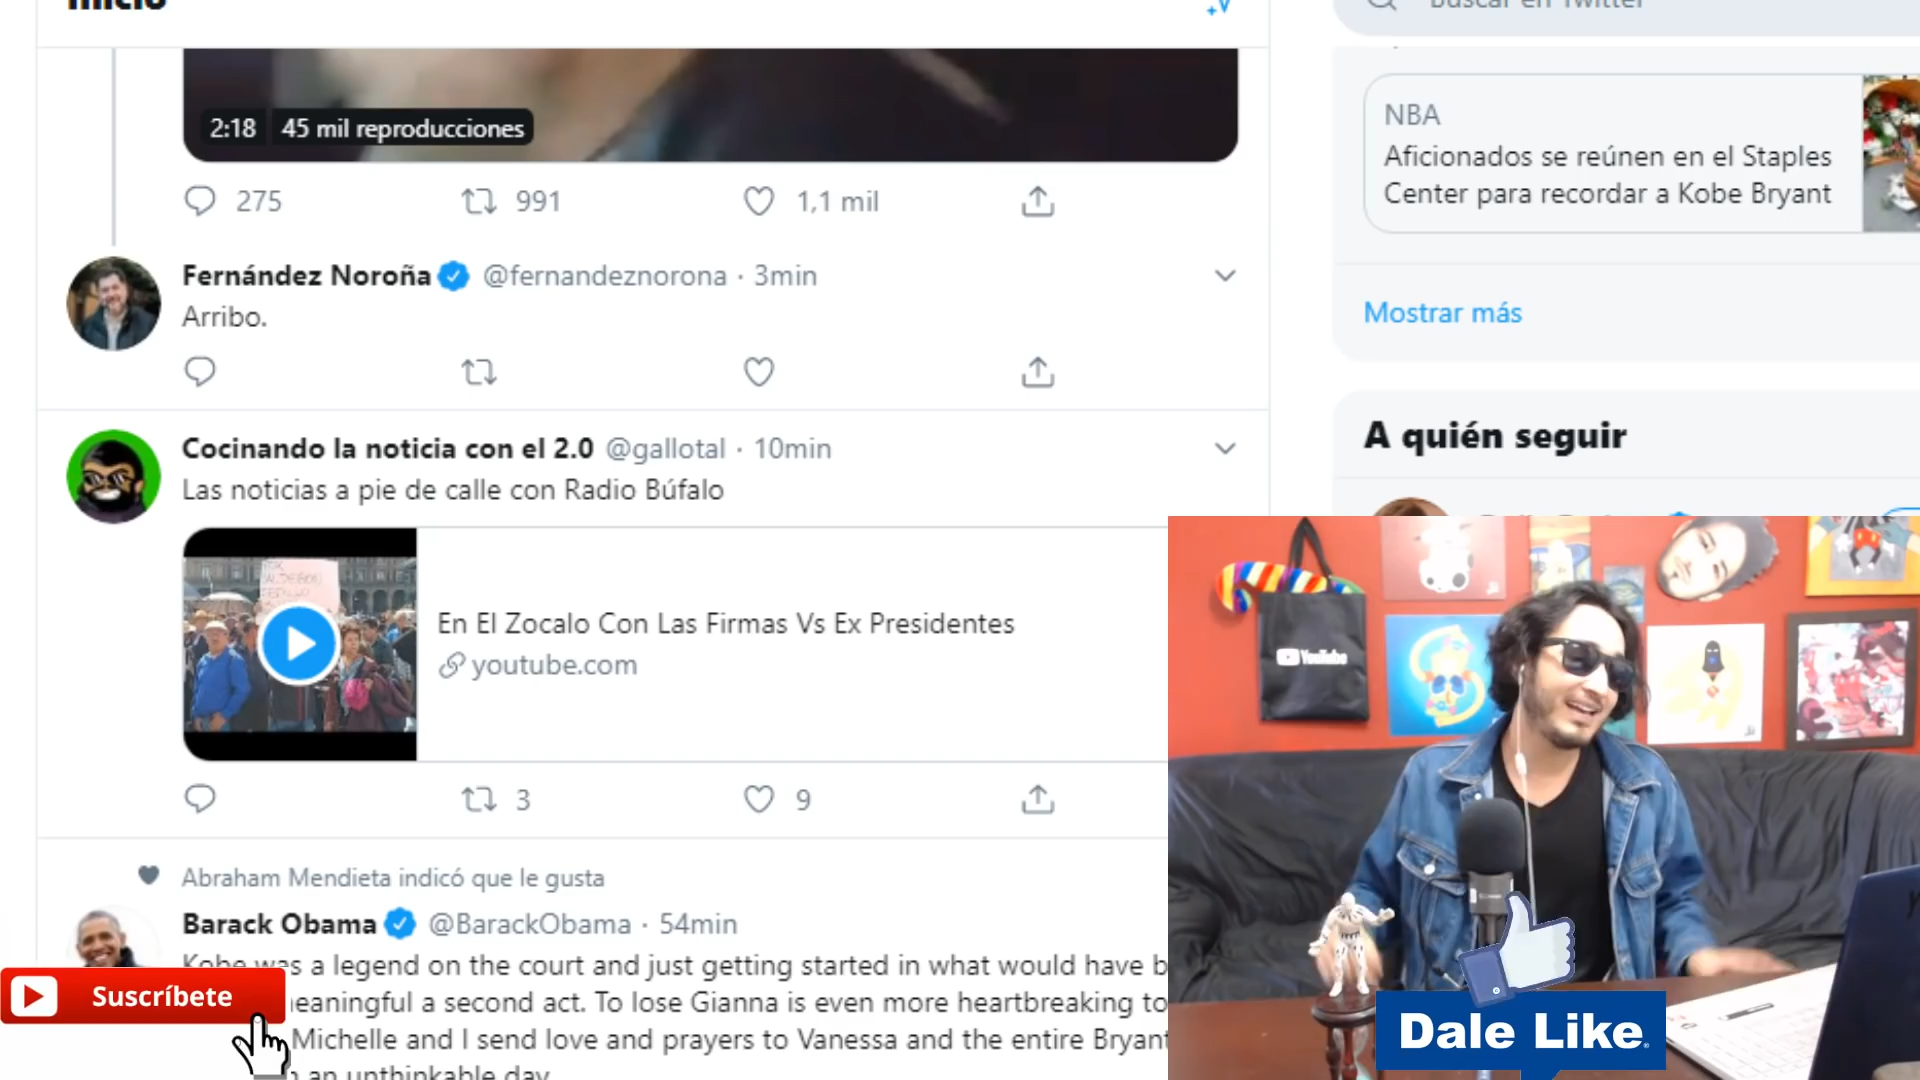 Inicio
Buscar en Twitter
2:18 45 mil reproducciones
275 991 1,1 mil
Fernández Noroña @fernandeznorona · 3min
Arribo.
Cocinando la noticia con el 2.0 @gallotal · 10min
Las noticias a pie de calle con Radio Búfalo
En El Zocalo Con Las Firmas Vs Ex Presidentes
youtube.com
3 9
Abraham Mendieta indicó que le gusta
Barack Obama @BarackObama · 54min
Kobe was a legend on the court and just getting started in what would have b
meaningful a second act. To lose Gianna is even more heartbreaking to
Michelle and I send love and prayers to Vanessa and the entire Bryant
an unthinkable day.
NBA
Aficionados se reúnen en el Staples
Center para recordar a Kobe Bryant
Mostrar más
A quién seguir
YouTube
Suscríbete
Dale Like.